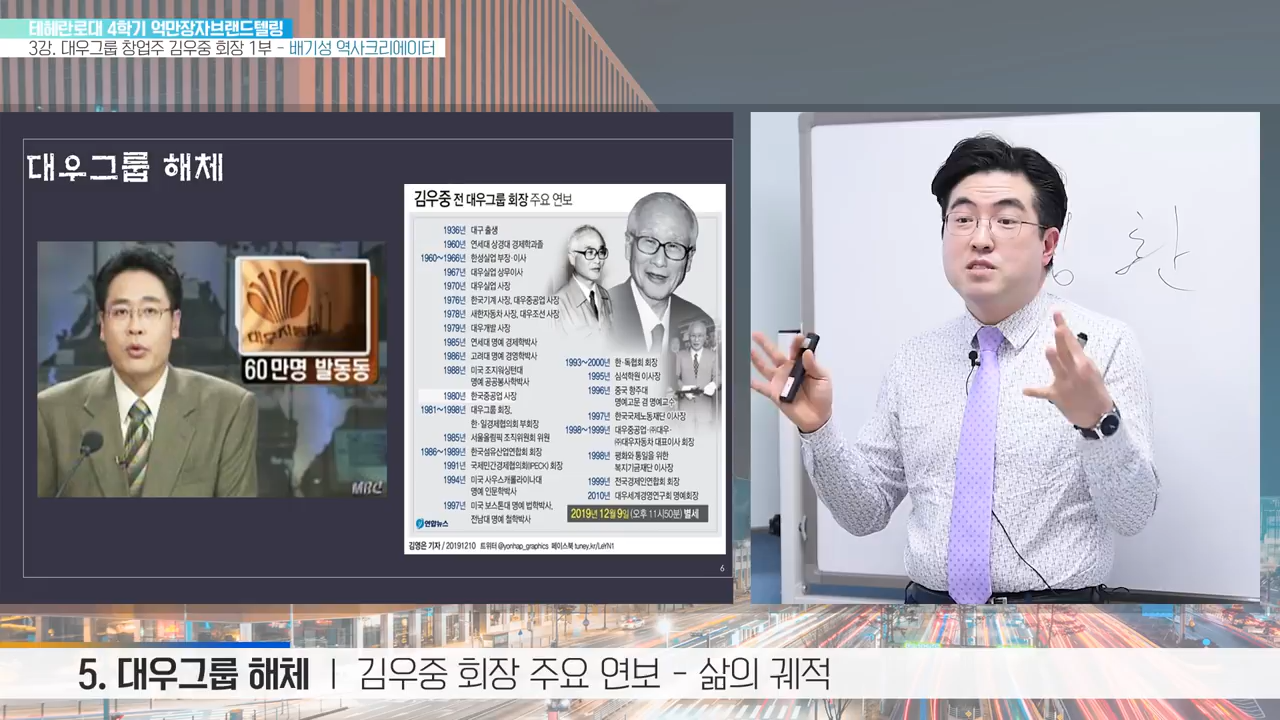 테헤란로대 4학기 억만장자브랜드텔링
3강. 대우그룹 창업주 김우중 회장 1부 - 배기성 역사크리에이터
대우그룹 해체
60만명 발동동
MBC
김우중 전 대우그룹 회장 주요 연보
1936년 대구 출생
1960년 연세대 상경대 경제학과졸
1960~1966년 한성실업 부장·이사
1967년 대우실업 상무이사
1970년 대우실업 사장
1976년 한국기계 사장, 대우중공업 사장
1978년 새한자동차 사장, 대우조선 사장
1979년 대우개발 사장
1985년 연세대 명예 경제학박사
1986년 고려대 명예 경영학박사
1988년 미국 조지워싱턴대
명예 공공봉사학박사
1980년 한국중공업 사장
1981~1998년 대우그룹 회장,
한·일경제협의회 부회장
1985년 서울올림픽 조직위원회 위원
1986~1989년 한국섬유산업연합회 회장
1991년 국제민간경제협의회(IPECK) 회장
1994년 미국 사우스캐롤라이나대
명예 인문학박사
1997년 미국 보스톤대 명예 법학박사,
전남대 명예 철학박사
1993~2000년 한·독협회 회장
1995년 심석학원 이사장
1996년 중국 항주대
명예고문 겸 명예교수
1997년 한국국제노동재단 이사장
1998~1999년 대우중공업·㈜대우·
㈜대우자동차 대표이사 회장
1998년 평화와 통일을 위한
복지기금재단 이사장
1999년 전국경제인연합회 회장
2010년 대우세계경영연구회 명예회장
2019년 12월 9일 (오후 11시50분) 별세
연합뉴스
김영은 기자 / 20191210 트위터 @yonhap_graphics 페이스북 tuney.kr/LeYN1
6
환
5. 대우그룹 해체 | 김우중 회장 주요 연보 - 삶의 궤적